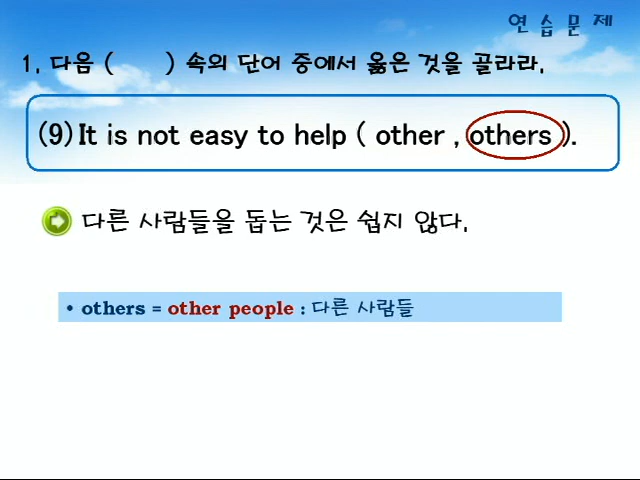 연 습 문 제
1. 다음 (      ) 속의 단어 중에서 옳은 것을 골라라.
(9) It is not easy to help ( other , others ).
다른 사람들을 돕는 것은 쉽지 않다.
• others = other people : 다른 사람들